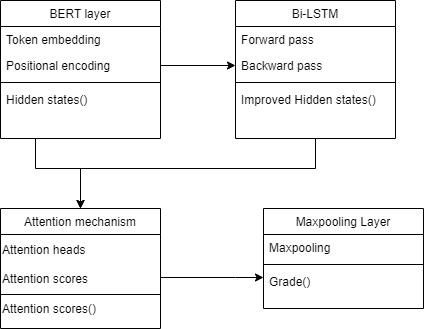 BERT layer
Token embedding
Positional encoding
Hidden states()
Bi-LSTM
Forward pass
Backward pass
Improved Hidden states()
Attention mechanism
Attention heads
Attention scores
Attention scores()
Maxpooling Layer
Maxpooling
Grade()